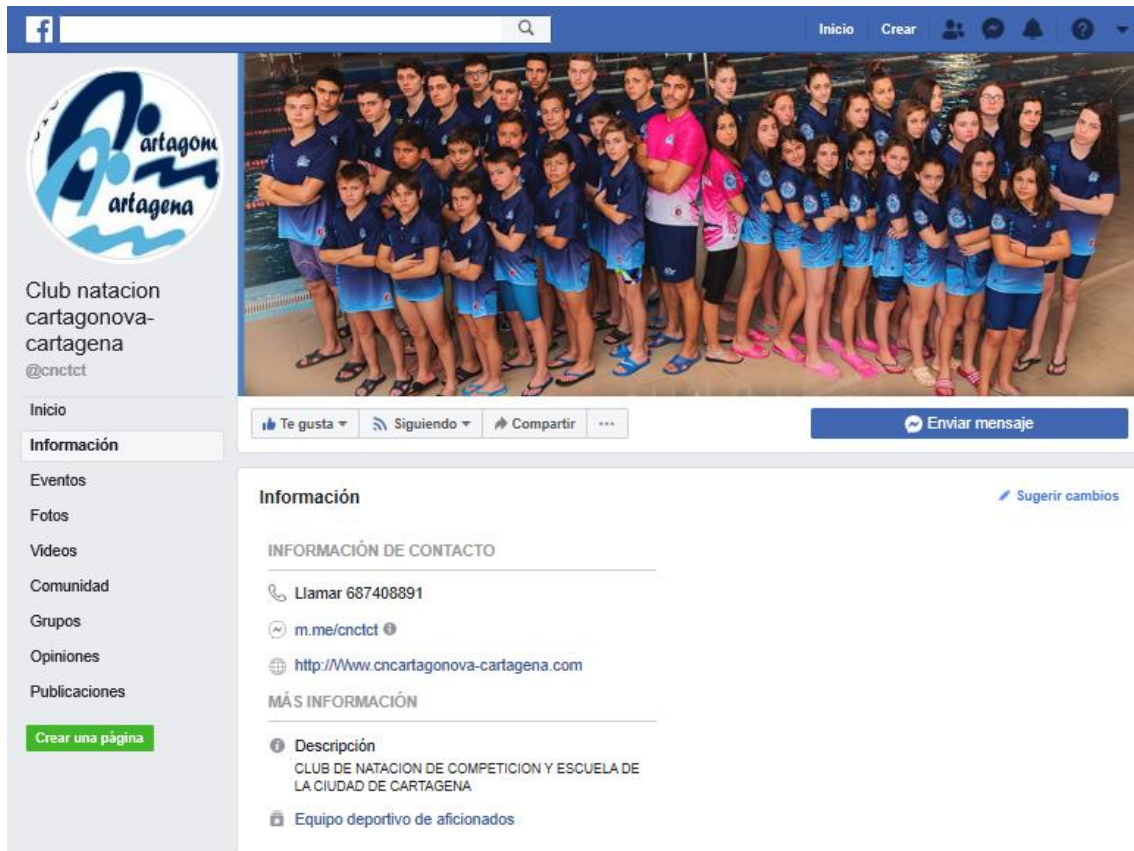 Inicio Crear
artagone
artagena
Club natacion
cartagonova-
cartagena
@cnctct
Inicio
Información
Eventos
Fotos
Videos
Comunidad
Grupos
Opiniones
Publicaciones
Crear una página
Te gusta Siguiendo Compartir ...
Enviar mensaje
Información
Sugerir cambios
INFORMACIÓN DE CONTACTO
Llamar 687408891
m.me/cnctct
http://Www.cncartagonova-cartagena.com
MÁS INFORMACIÓN
Descripción
CLUB DE NATACION DE COMPETICION Y ESCUELA DE
LA CIUDAD DE CARTAGENA
Equipo deportivo de aficionados